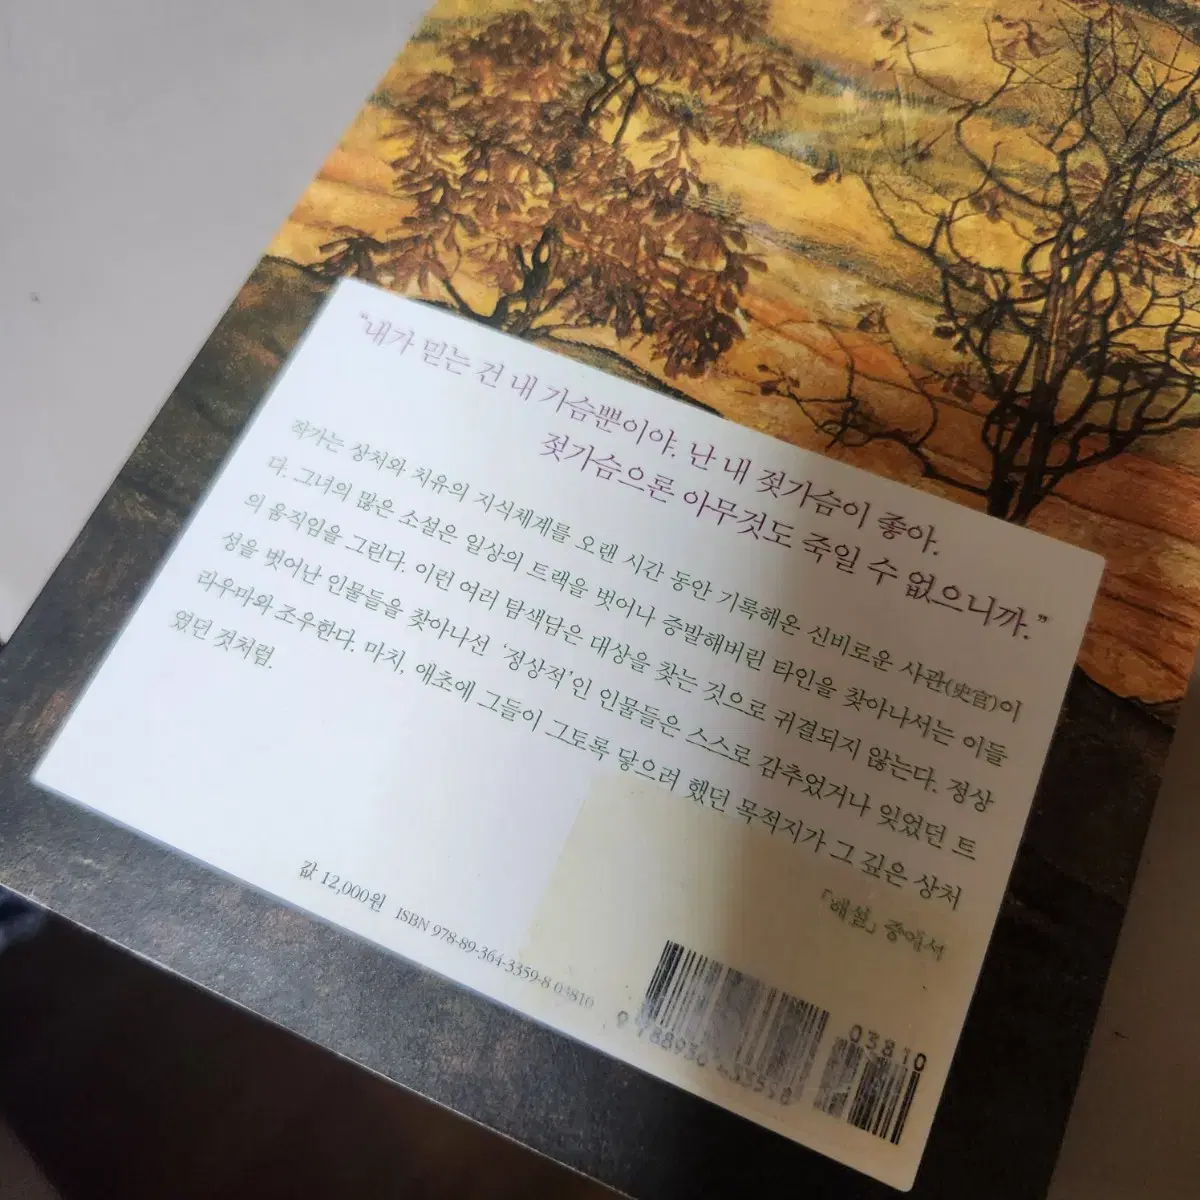 "내가 믿는 건 내 가슴뿐이야. 난 내 젖가슴이 좋아.
젖가슴으론 아무것도 죽일 수 없으니까."
작가는 상처와 치유의 지식체계를 오랜 시간 동안 기록해온 신비로운 사관(史官)이
다. 그녀의 많은 소설은 일상의 트랙을 벗어나 증발해버린 타인을 찾아나서는 이들
의 움직임을 그린다. 이런 여러 탐색담은 대상을 찾는 것으로 귀결되지 않는다. 정상
성을 벗어난 인물들을 찾아나선 '정상적'인 인물들은 스스로 감추었거나 잊었던 트
라우마와 조우한다. 마치, 애초에 그들이 그토록 닿으려 했던 목적지가 그 깊은 상처
였던 것처럼.
「해설」 중에서
값 12,000원 ISBN 978-89-364-3359-8 03810
03810
9 788936 433598